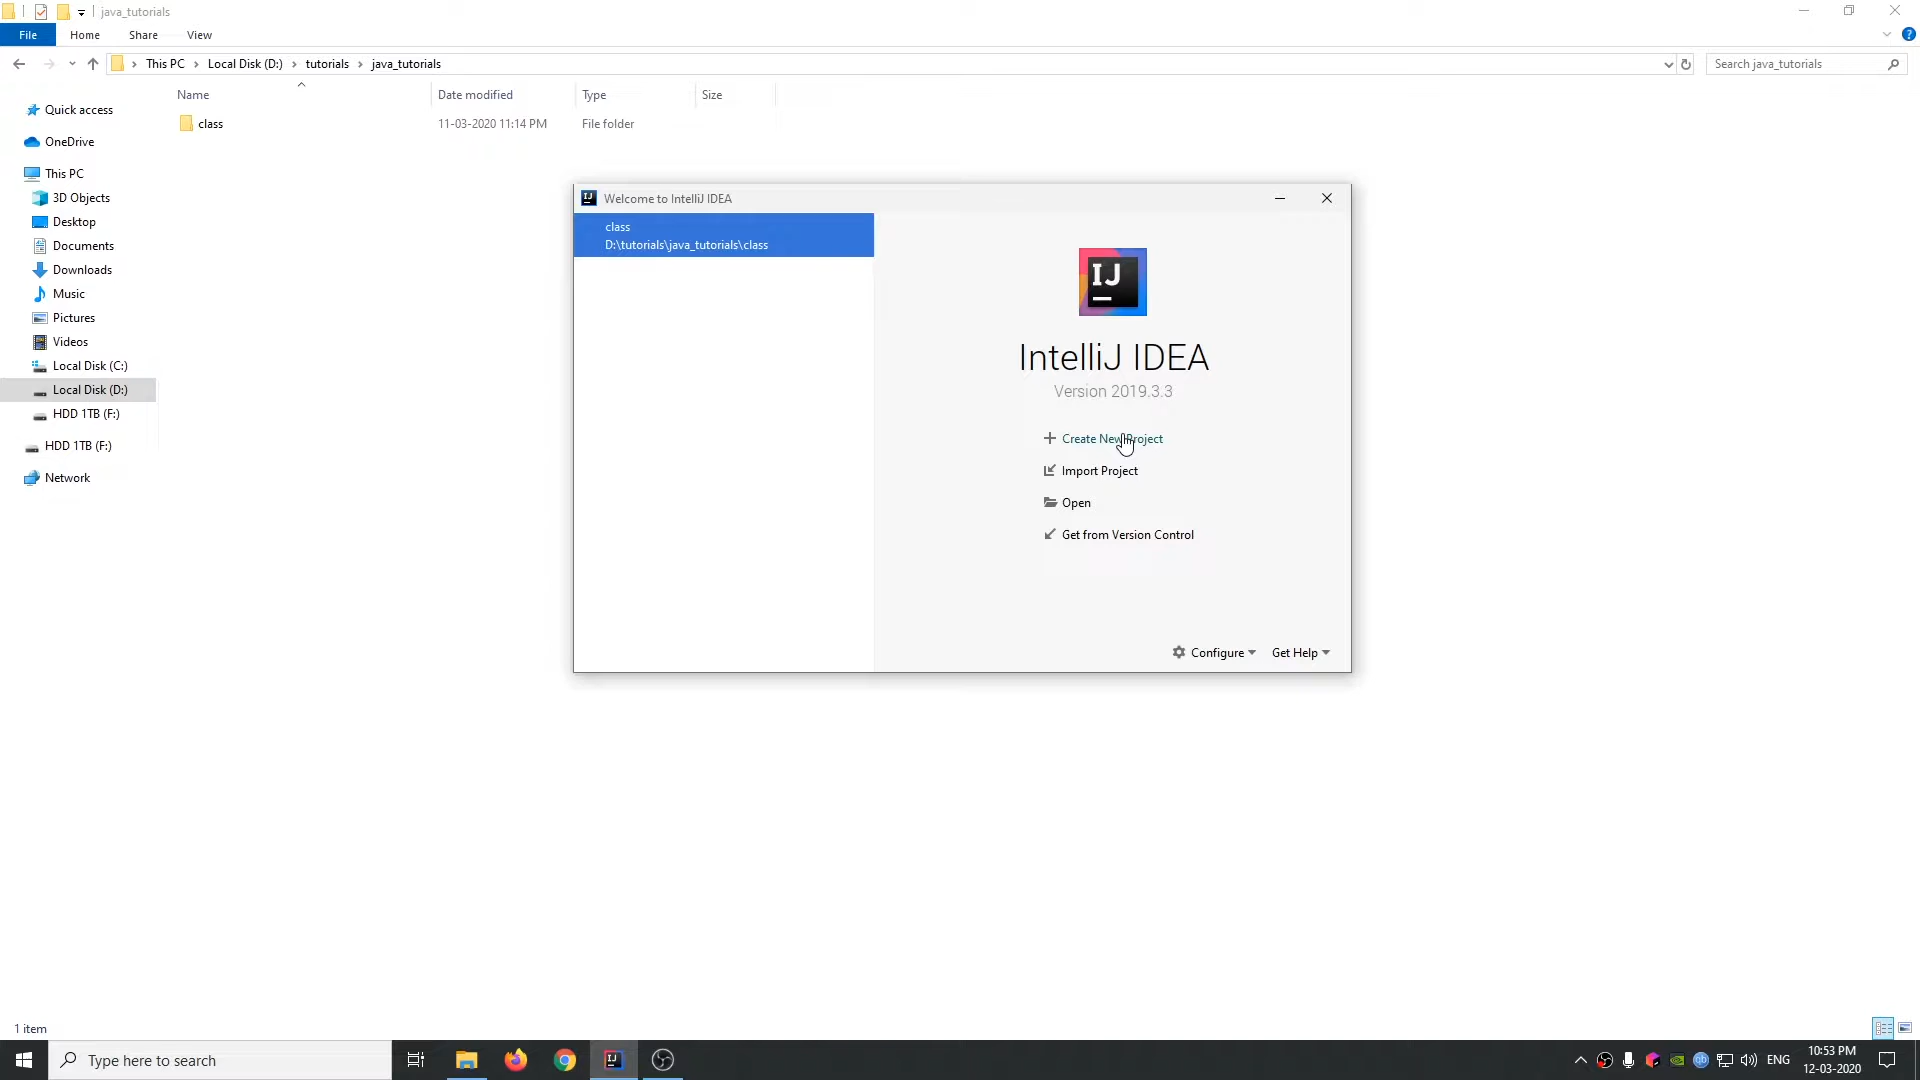 java_tutorials
File Home Share View
This PC Local Disk (D:) tutorials java_tutorials
Search java_tutorials
Name Date modified Type Size
class 11-03-2020 11:14 PM File folder
Quick access
OneDrive
This PC
3D Objects
Desktop
Documents
Downloads
Music
Pictures
Videos
Local Disk (C:)
Local Disk (D:)
HDD 1TB (F:)
HDD 1TB (F:)
Network
IJ Welcome to IntelliJ IDEA
class
D:\tutorials\java_tutorials\class
IJ
IntelliJ IDEA
Version 2019.3.3
Create New Project
Import Project
Open
Get from Version Control
Configure Get Help
1 item
Type here to search
IJ
ENG
10:53 PM
12-03-2020